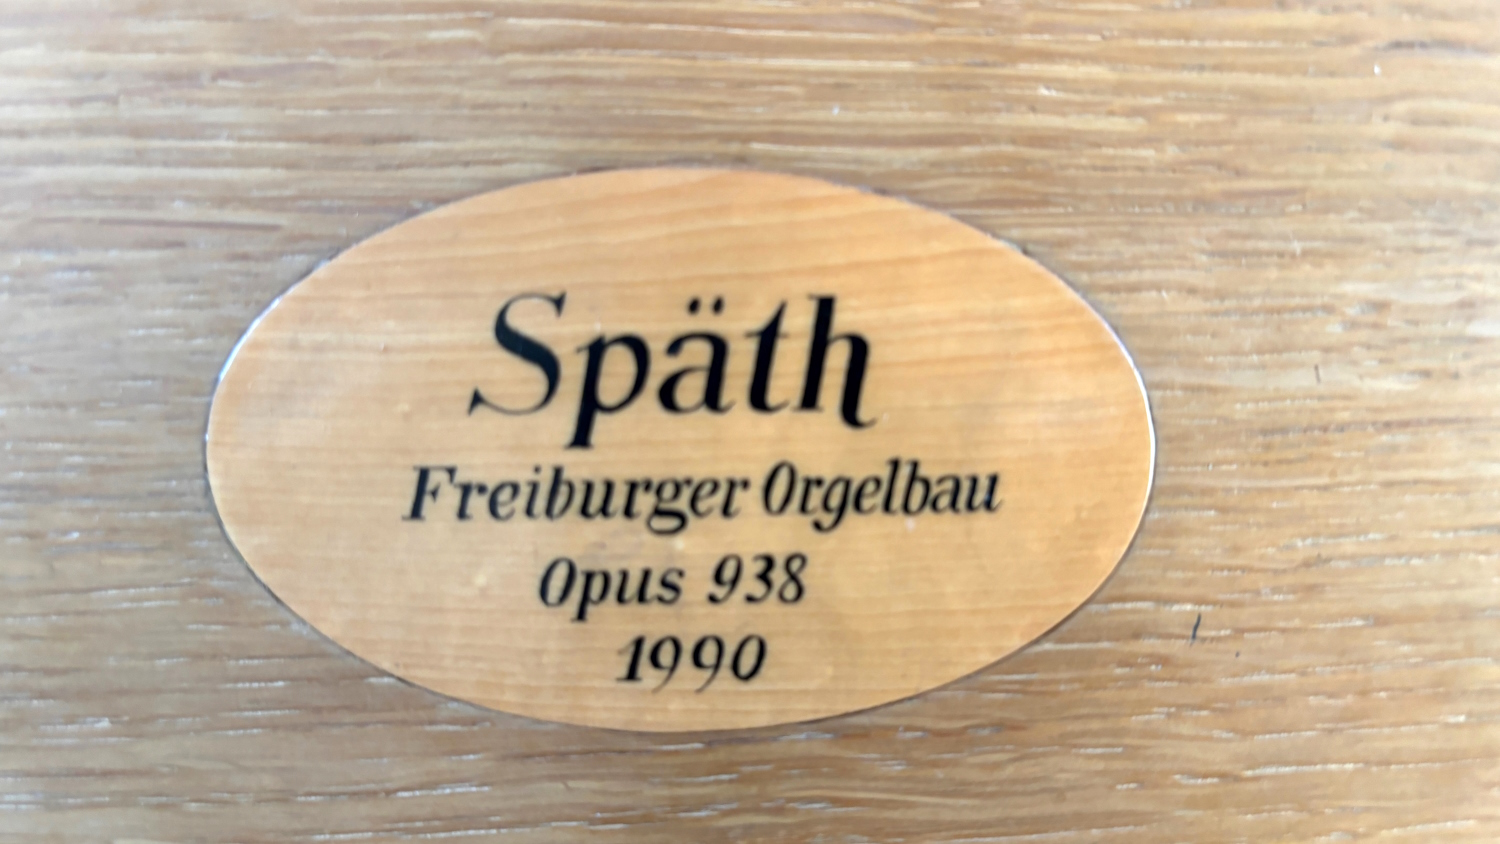 Späth
Freiburger Orgelbau
Opus 938
1990